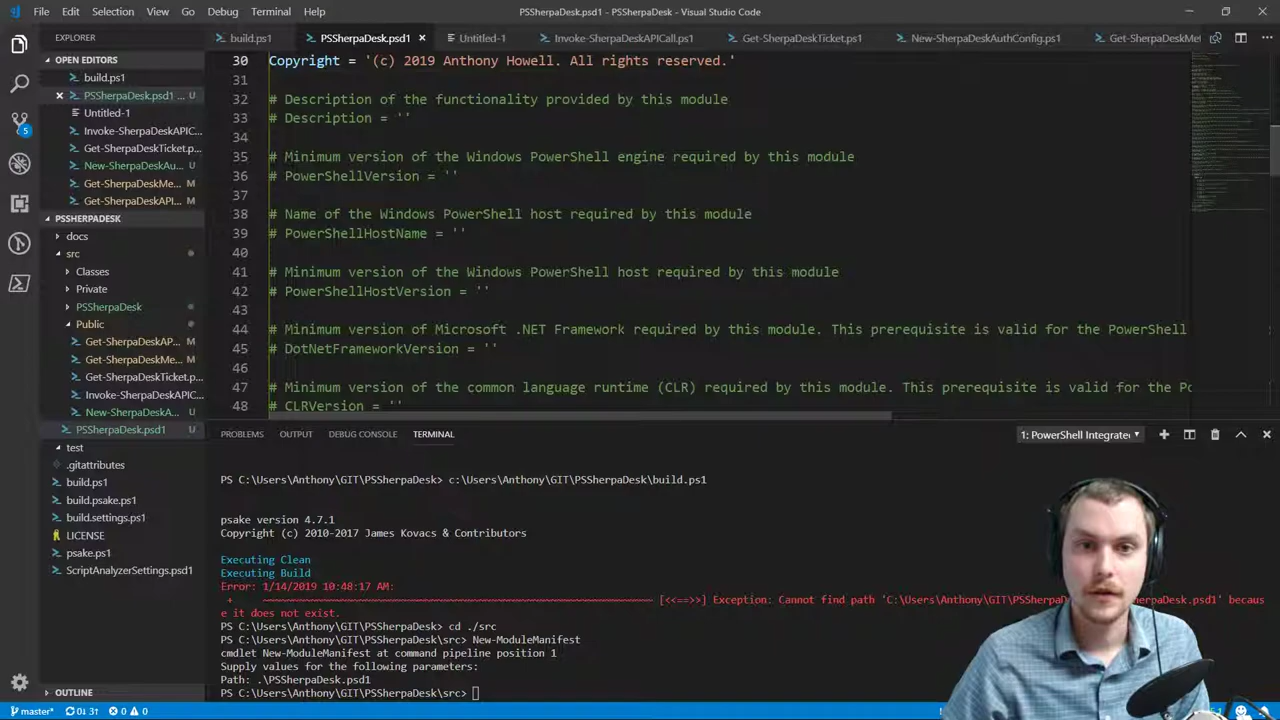 File Edit Selection View Go Debug Terminal Help
PSSherpaDesk.psd1 - PSSherpaDesk - Visual Studio Code
EXPLORER
build.ps1
PSSherpaDesk.psd1
Untitled-1
Invoke-SherpaDeskAPICall.ps1
Get-SherpaDeskTicket.ps1
New-SherpaDeskAuthConfig.ps1
Get-SherpaDeskMe
OPEN EDITORS
build.ps1
PSSherpaDesk.psd1 ... U
Untitled-1
Invoke-SherpaDeskAPIC...
Get-SherpaDeskTicket.p...
New-SherpaDeskAu... U
Get-SherpaDeskMe... M
Get-SherpaDeskAPI... M
PSSHERPADESK
docs
src
Classes
Private
PSSherpaDesk
Public
Get-SherpaDeskAP... M
Get-SherpaDeskMe... M
Get-SherpaDeskTicket.p...
Invoke-SherpaDeskAPIC...
New-SherpaDeskA... U
PSSherpaDesk.psd1 U
test
.gitattributes
build.ps1
build.psake.ps1
build.settings.ps1
LICENSE
psake.ps1
ScriptAnalyzerSettings.psd1
OUTLINE
5
30 Copyright = '(c) 2019 Anthony Howell. All rights reserved.'
31
32 # Description of the functionality provided by this module
33 # Description = ''
34
35 # Minimum version of the Windows PowerShell engine required by this module
36 # PowerShellVersion = ''
37
38 # Name of the Windows PowerShell host required by this module
39 # PowerShellHostName = ''
40
41 # Minimum version of the Windows PowerShell host required by this module
42 # PowerShellHostVersion = ''
43
44 # Minimum version of Microsoft .NET Framework required by this module. This prerequisite is valid for the PowerShell
45 # DotNetFrameworkVersion = ''
46
47 # Minimum version of the common language runtime (CLR) required by this module. This prerequisite is valid for the Po
48 # CLRVersion = ''
PROBLEMS OUTPUT DEBUG CONSOLE TERMINAL
1: PowerShell Integrated
PS C:\Users\Anthony\GIT\PSSherpaDesk> c:\Users\Anthony\GIT\PSSherpaDesk\build.ps1
psake version 4.7.1
Copyright (c) 2010-2017 James Kovacs & Contributors
Executing Clean
Executing Build
Error: 1/14/2019 10:48:17 AM:
+ ~~~~~~~~~~~~~~~~~~~~~~~~~~~~~~~~~~~~~~~~~~~~~~~~~~~~~ [<<==>>] Exception: Cannot find path 'C:\Users\Anthony\GIT\PSSherpaD erpaDesk.psd1' becaus
e it does not exist.
PS C:\Users\Anthony\GIT\PSSherpaDesk> cd ./src
PS C:\Users\Anthony\GIT\PSSherpaDesk\src> New-ModuleManifest
cmdlet New-ModuleManifest at command pipeline position 1
Supply values for the following parameters:
Path: .\PSSherpaDesk.psd1
PS C:\Users\Anthony\GIT\PSSherpaDesk\src>
master* 0↓ 3↑ 0 0